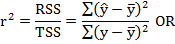 r² = RSS/TSS = ∑(ŷ − ȳ)²/∑(y − ȳ)² OR